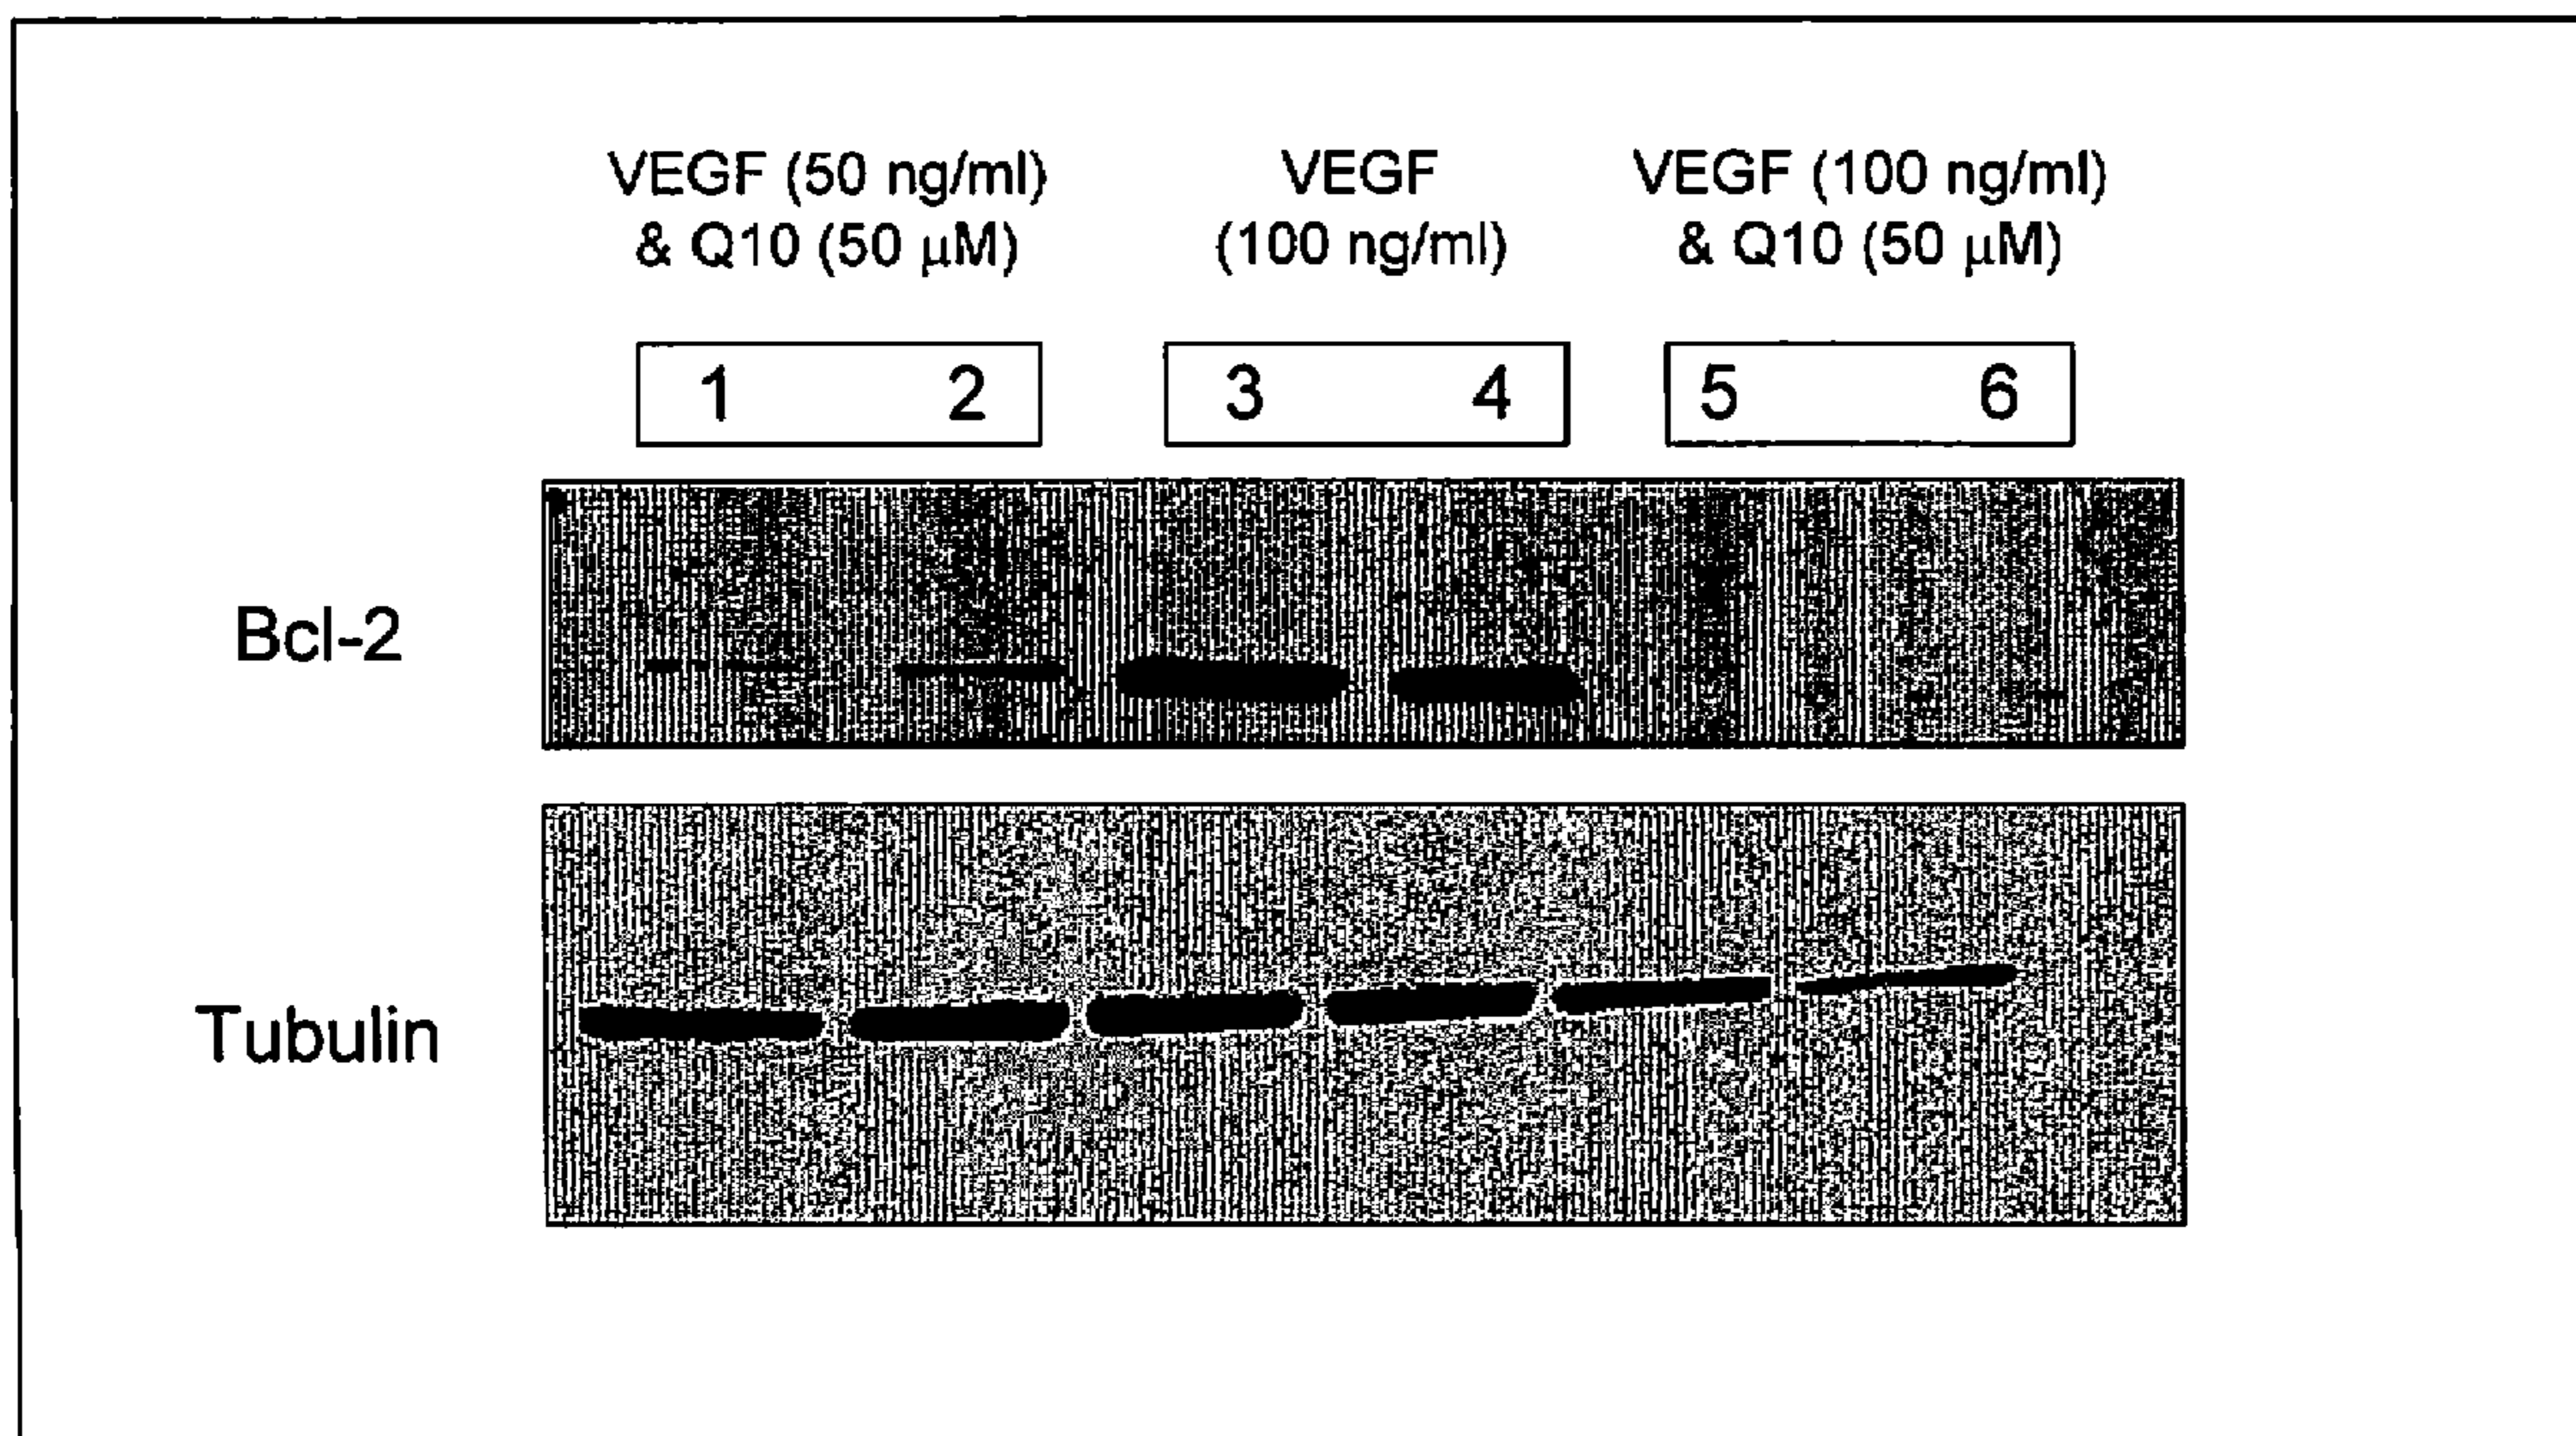 VEGF (50 ng/ml)
& Q10 (50 µM)
VEGF
(100 ng/ml)
VEGF (100 ng/ml)
& Q10 (50 µM)
1 2 3 4 5 6
Bcl-2
Tubulin